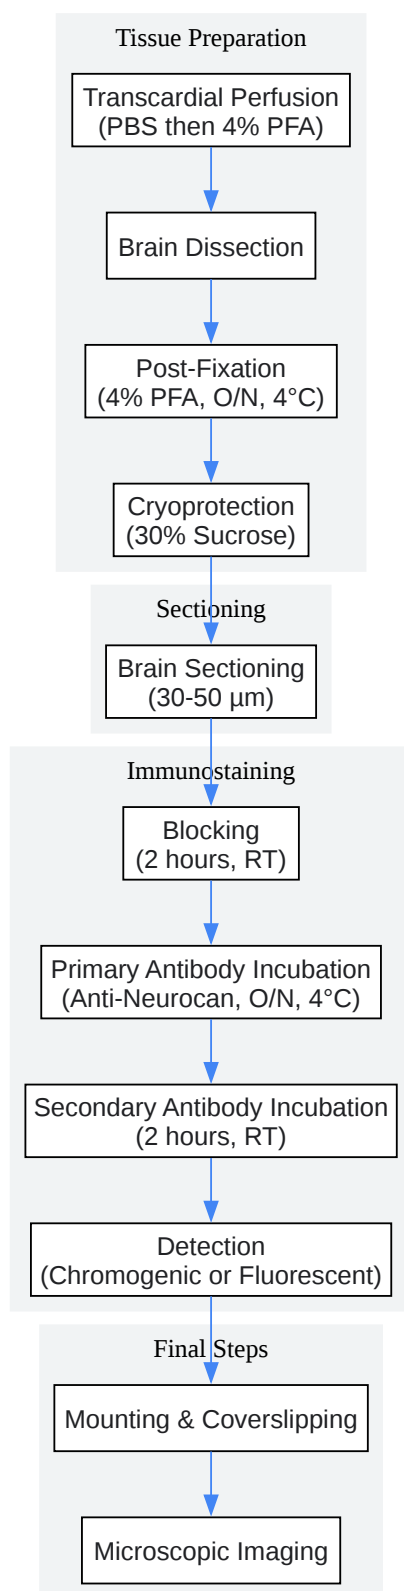 Tissue Preparation
Transcardial Perfusion
(PBS then 4% PFA)
Brain Dissection
Post-Fixation
(4% PFA, O/N, 4°C)
Cryoprotection
(30% Sucrose)
Sectioning
Brain Sectioning
(30-50 µm)
Immunostaining
Blocking
(2 hours, RT)
Primary Antibody Incubation
(Anti-Neurocan, O/N, 4°C)
Secondary Antibody Incubation
(2 hours, RT)
Detection
(Chromogenic or Fluorescent)
Final Steps
Mounting & Coverslipping
Microscopic Imaging